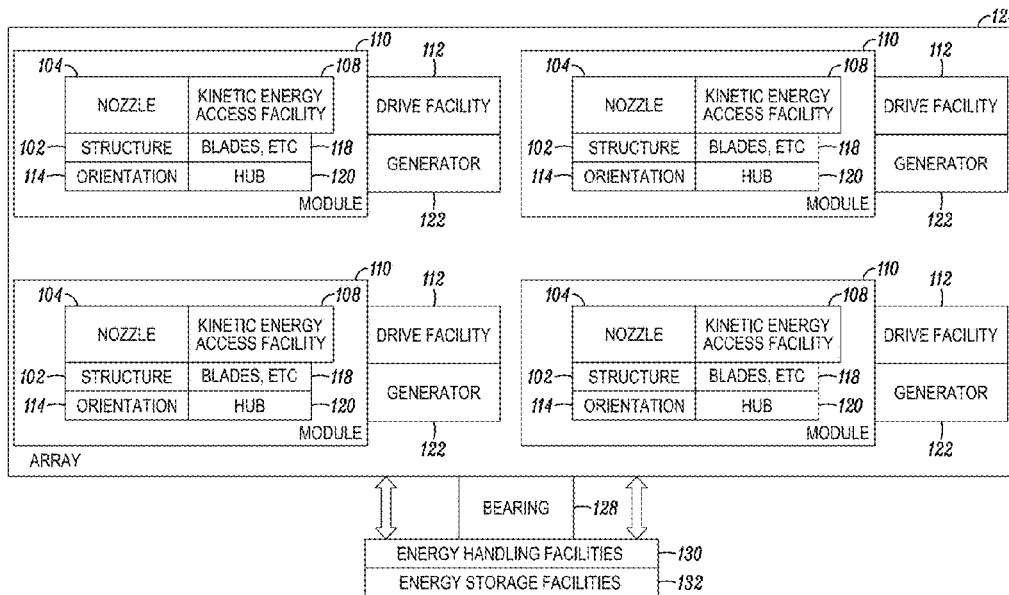 12
110 110
104 108 112 104 108 112
NOZZLE KINETIC ENERGY ACCESS FACILITY DRIVE FACILITY NOZZLE KINETIC ENERGY ACCESS FACILITY DRIVE FACILITY
102 STRUCTURE BLADES, ETC 118 GENERATOR 102 STRUCTURE BLADES, ETC 118 GENERATOR
114 ORIENTATION HUB 120 114 ORIENTATION HUB 120
MODULE 122 MODULE 122
110 110
104 108 112 104 108 112
NOZZLE KINETIC ENERGY ACCESS FACILITY DRIVE FACILITY NOZZLE KINETIC ENERGY ACCESS FACILITY DRIVE FACILITY
102 STRUCTURE BLADES, ETC 118 GENERATOR 102 STRUCTURE BLADES, ETC 118 GENERATOR
114 ORIENTATION HUB 120 114 ORIENTATION HUB 120
MODULE 122 MODULE 122
ARRAY
BEARING 128
ENERGY HANDLING FACILITIES 130
ENERGY STORAGE FACILITIES 132